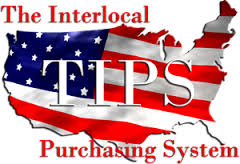 The Interlocal
TIPS
Purchasing System